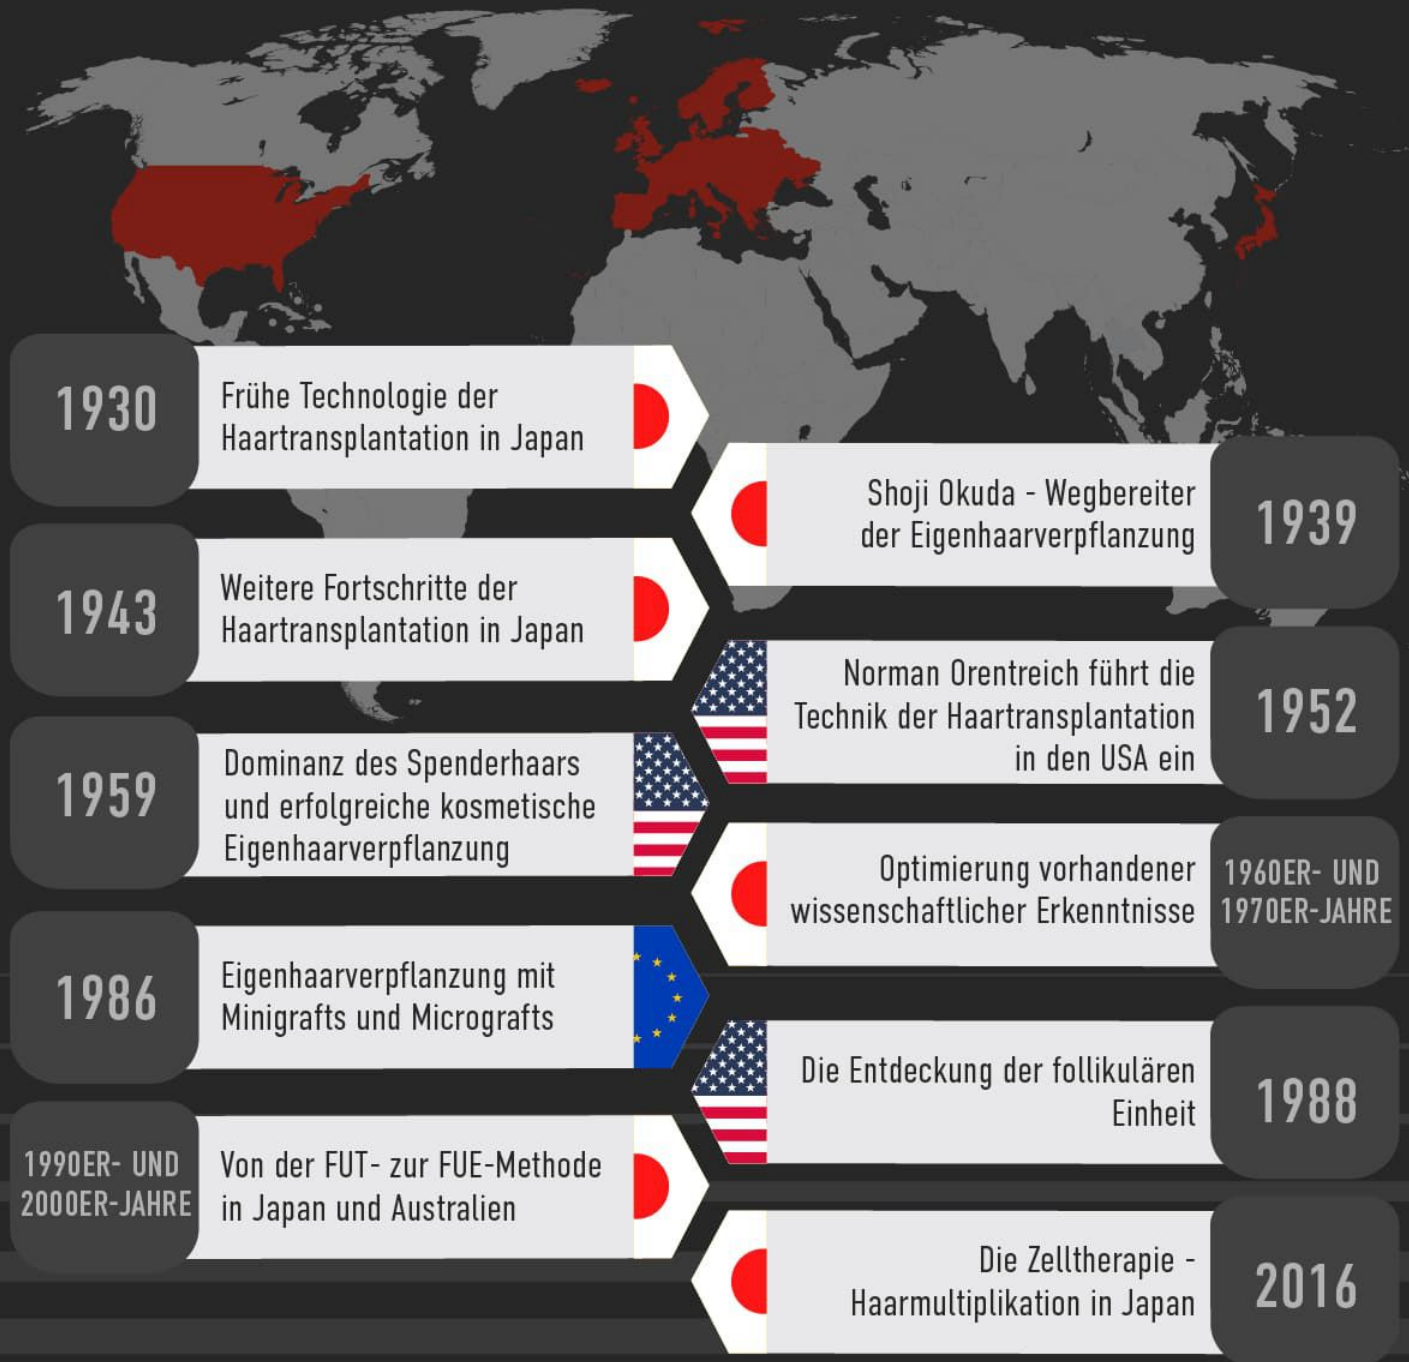 1930
Frühe Technologie der
Haartransplantation in Japan
Shoji Okuda - Wegbereiter
der Eigenhaarverpflanzung
1939
1943
Weitere Fortschritte der
Haartransplantation in Japan
Norman Orentreich führt die
Technik der Haartransplantation
in den USA ein
1952
1959
Dominanz des Spenderhaars
und erfolgreiche kosmetische
Eigenhaarverpflanzung
Optimierung vorhandener
wissenschaftlicher Erkenntnisse
1960ER- UND
1970ER-JAHRE
1986
Eigenhaarverpflanzung mit
Minigrafts und Micrografts
Die Entdeckung der follikulären
Einheit
1988
1990ER- UND
2000ER-JAHRE
Von der FUT- zur FUE-Methode
in Japan und Australien
Die Zelltherapie -
Haarmultiplikation in Japan
2016